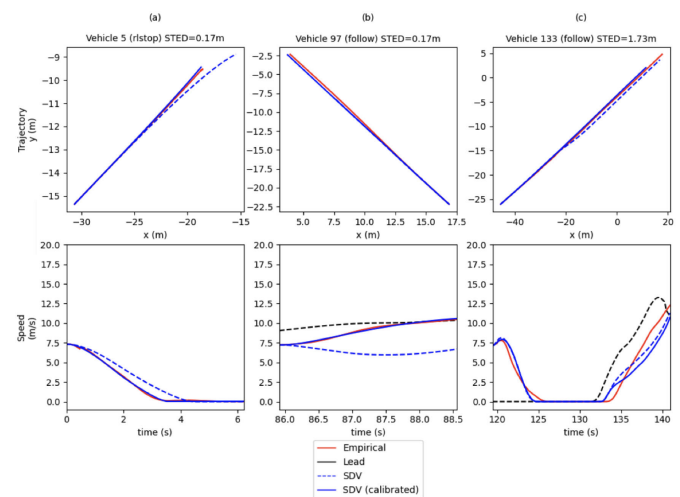 (a) (b) (c)
Vehicle 5 (rlstop) STED=0.17m Vehicle 97 (follow) STED=0.17m Vehicle 133 (follow) STED=1.73m
Trajectory
y (m)
−9
−10
−11
−12
−13
−14
−15
−30 −25 −20 −15
x (m)
−2.5
−5.0
−7.5
−10.0
−12.5
−15.0
−17.5
−20.0
−22.5
5.0 7.5 10.0 12.5 15.0 17.5
x (m)
5
0
−5
−10
−15
−20
−25
−40 −20 0 20
x (m)
Speed
(m/s)
20.0
17.5
15.0
12.5
10.0
7.5
5.0
2.5
0.0
0 2 4 6
time (s)
20.0
17.5
15.0
12.5
10.0
7.5
5.0
2.5
0.0
86.0 86.5 87.0 87.5 88.0 88.5
time (s)
20.0
17.5
15.0
12.5
10.0
7.5
5.0
2.5
0.0
120 125 130 135 140
time (s)
Empirical
Lead
SDV
SDV (calibrated)